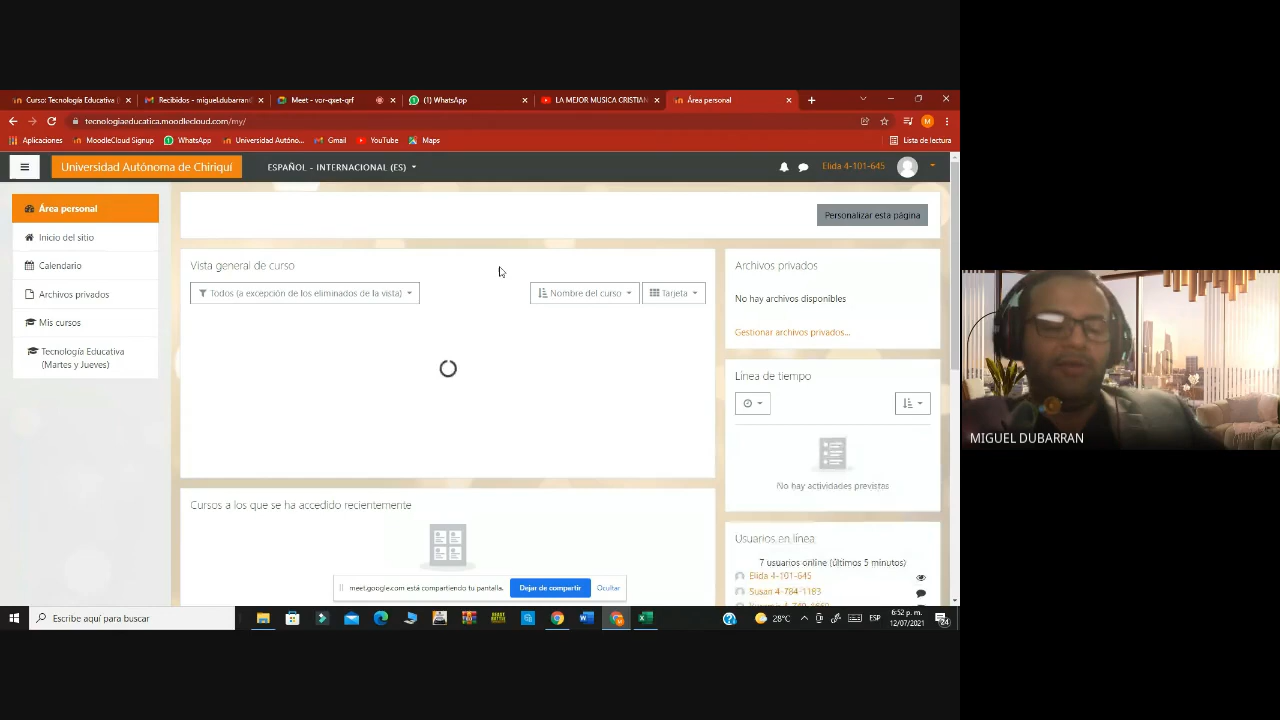 Curso: Tecnología Educativa (
Recibidos - miguel.dubarran
Meet - vor-qxet-qrf
(1) WhatsApp
LA MEJOR MUSICA CRISTIAN
Área personal
tecnologiaeducatica.moodlecloud.com/my/
Aplicaciones
MoodleCloud Signup
WhatsApp
Universidad Autóno...
Gmail
YouTube
Maps
Lista de lectura
Universidad Autónoma de Chiriquí
ESPAÑOL - INTERNACIONAL (ES)
Elida 4-101-645
Área personal
Inicio del sitio
Calendario
Archivos privados
Mis cursos
Tecnología Educativa
(Martes y Jueves)
Personalizar esta página
Vista general de curso
Todos (a excepción de los eliminados de la vista)
Nombre del curso
Tarjeta
Cursos a los que se ha accedido recientemente
Archivos privados
No hay archivos disponibles
Gestionar archivos privados...
Línea de tiempo
No hay actividades previstas
Usuarios en línea
7 usuarios online (últimos 5 minutos)
Elida 4-101-645
Susan 4-784-1183
meet.google.com está compartiendo tu pantalla.
Dejar de compartir
Ocultar
MIGUEL DUBARRAN
Escribe aquí para buscar
28°C
ESP
6:52 p. m.
12/07/2021
24